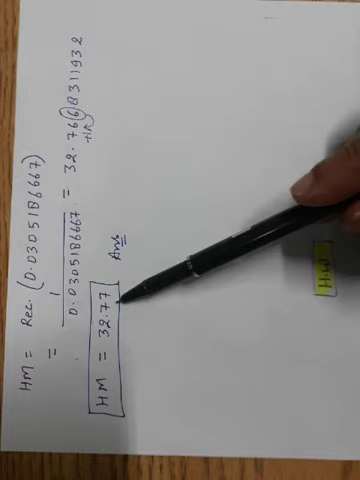 HM = Rec. (0.0305186667)
= 1/0.0305186667 = 32.7668311932
+1
HM = 32.77
Ans
H.W